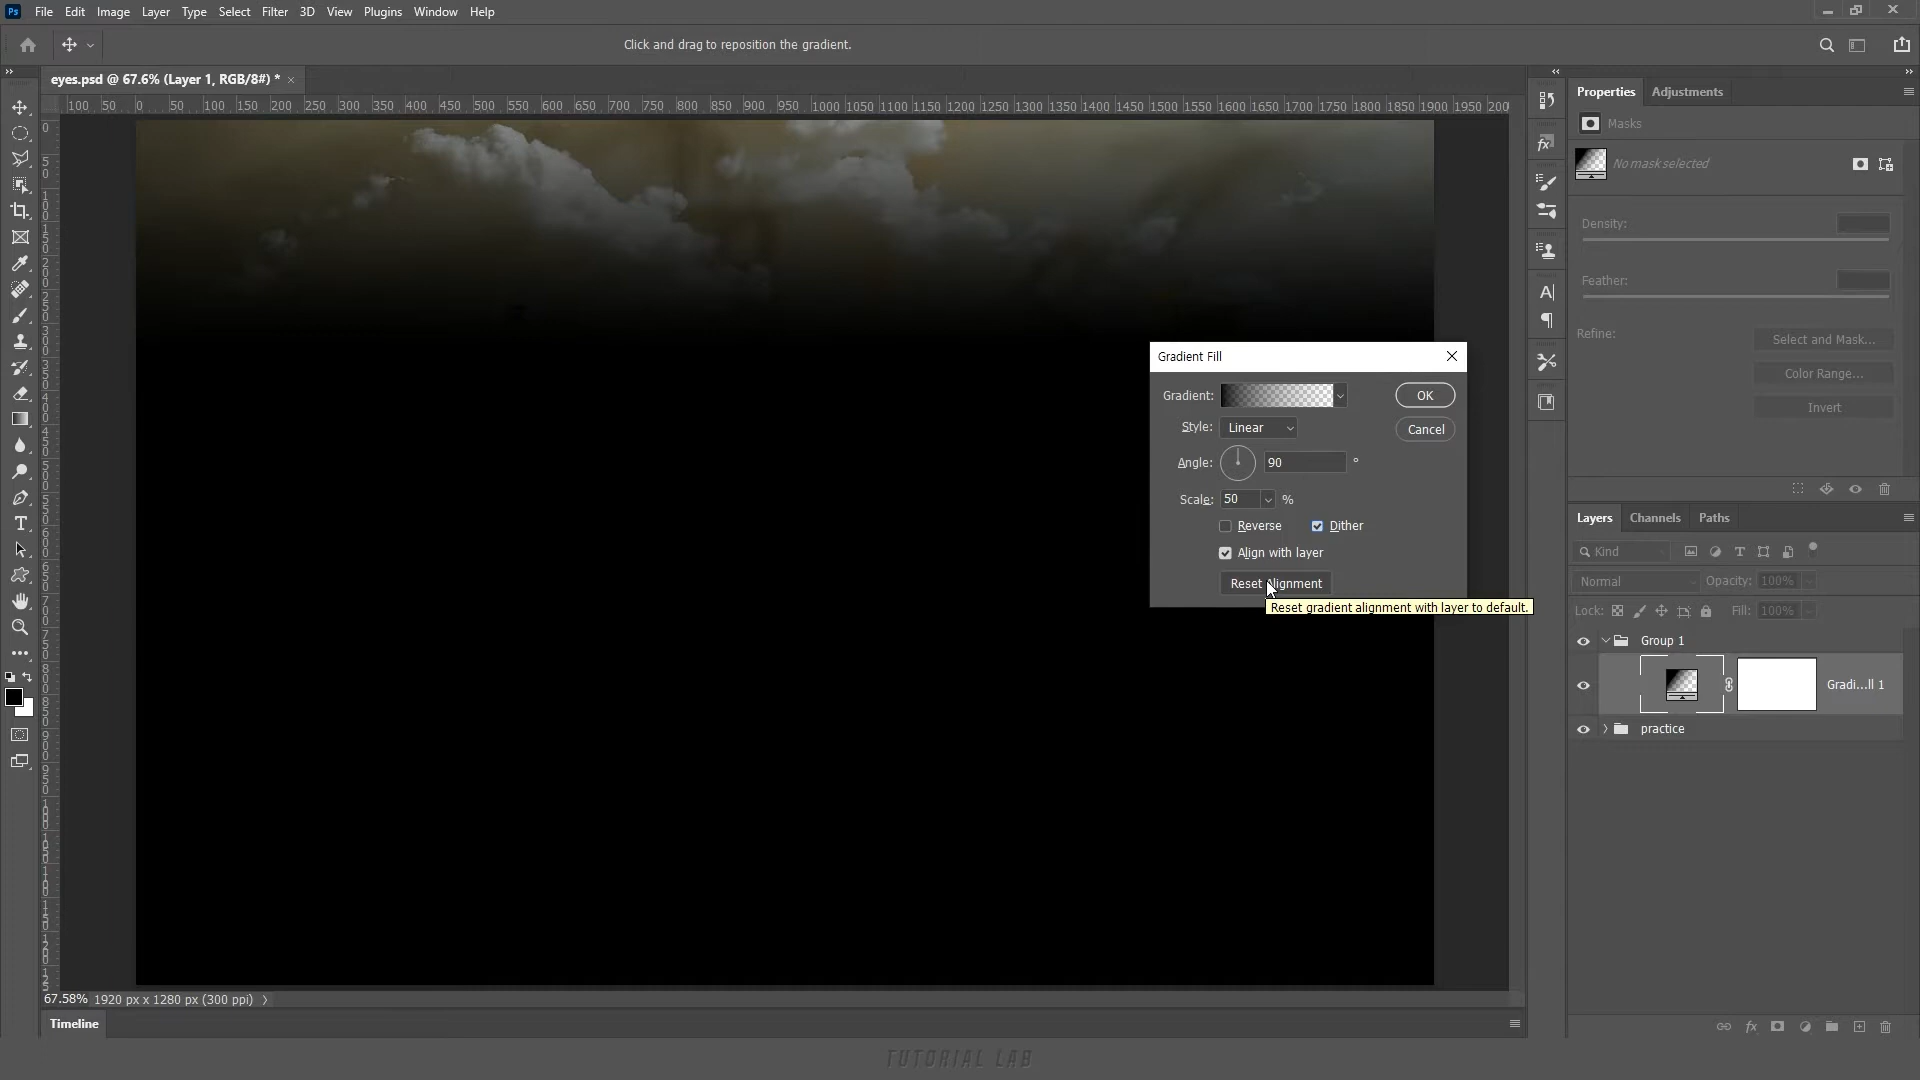 Ps File Edit Image Layer Type Select Filter 3D View Plugins Window Help
Click and drag to reposition the gradient.
eyes.psd @ 67.6% (Layer 1, RGB/8#) *
100 50 0 50 100 150 200 250 300 350 400 450 500 550 600 650 700 750 800 850 900 950 1000 1050 1100 1150 1200 1250 1300 1350 1400 1450 1500 1550 1600 1650 1700 1750 1800 1850 1900 1950 200
Properties Adjustments
Masks
No mask selected
Density:
Feather:
Refine:
Select and Mask...
Color Range...
Invert
Gradient Fill
Gradient:
OK
Style: Linear
Cancel
Angle: 90 °
Scale: 50 %
Reverse Dither
Align with layer
Reset Alignment
Reset gradient alignment with layer to default.
Layers Channels Paths
Kind
Normal Opacity: 100%
Lock: Fill: 100%
Group 1
Gradi...ll 1
practice
67.58% 1920 px x 1280 px (300 ppi)
Timeline
TUTORIAL LAB